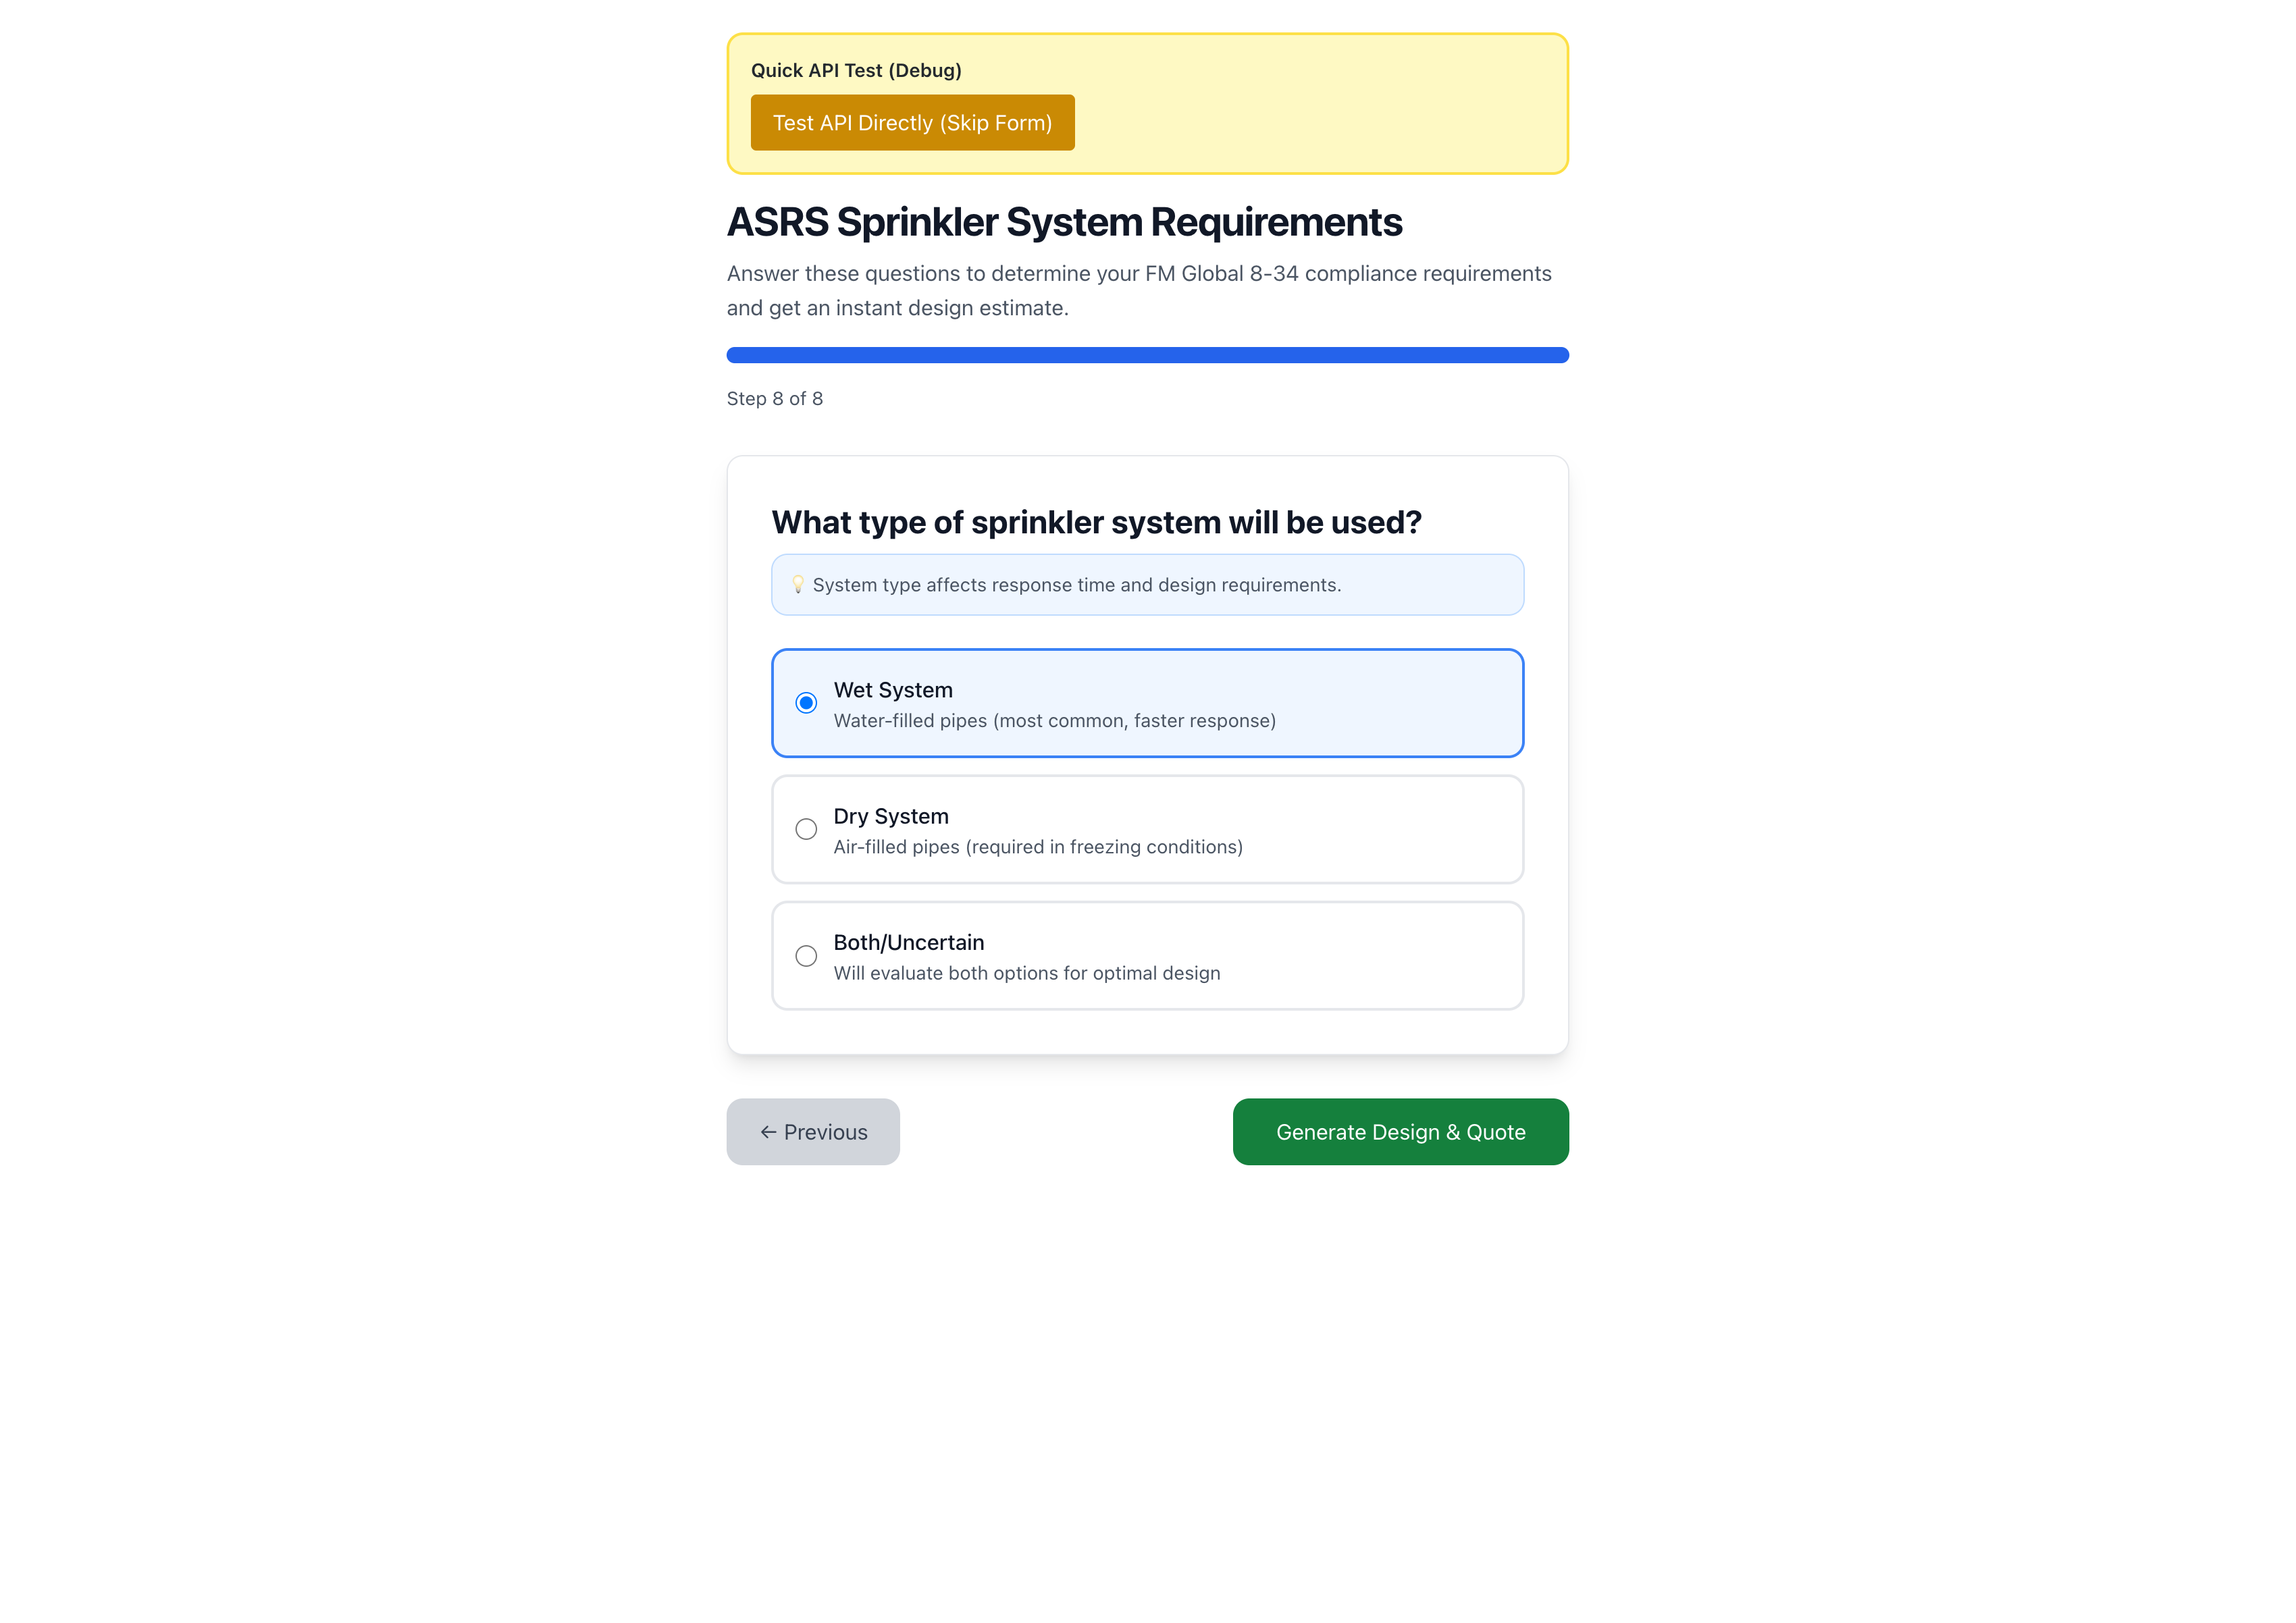 Quick API Test (Debug)
Test API Directly (Skip Form)
ASRS Sprinkler System Requirements
Answer these questions to determine your FM Global 8-34 compliance requirements
and get an instant design estimate.
Step 8 of 8
What type of sprinkler system will be used?
💡 System type affects response time and design requirements.
Wet System
Water-filled pipes (most common, faster response)
Dry System
Air-filled pipes (required in freezing conditions)
Both/Uncertain
Will evaluate both options for optimal design
← Previous
Generate Design & Quote